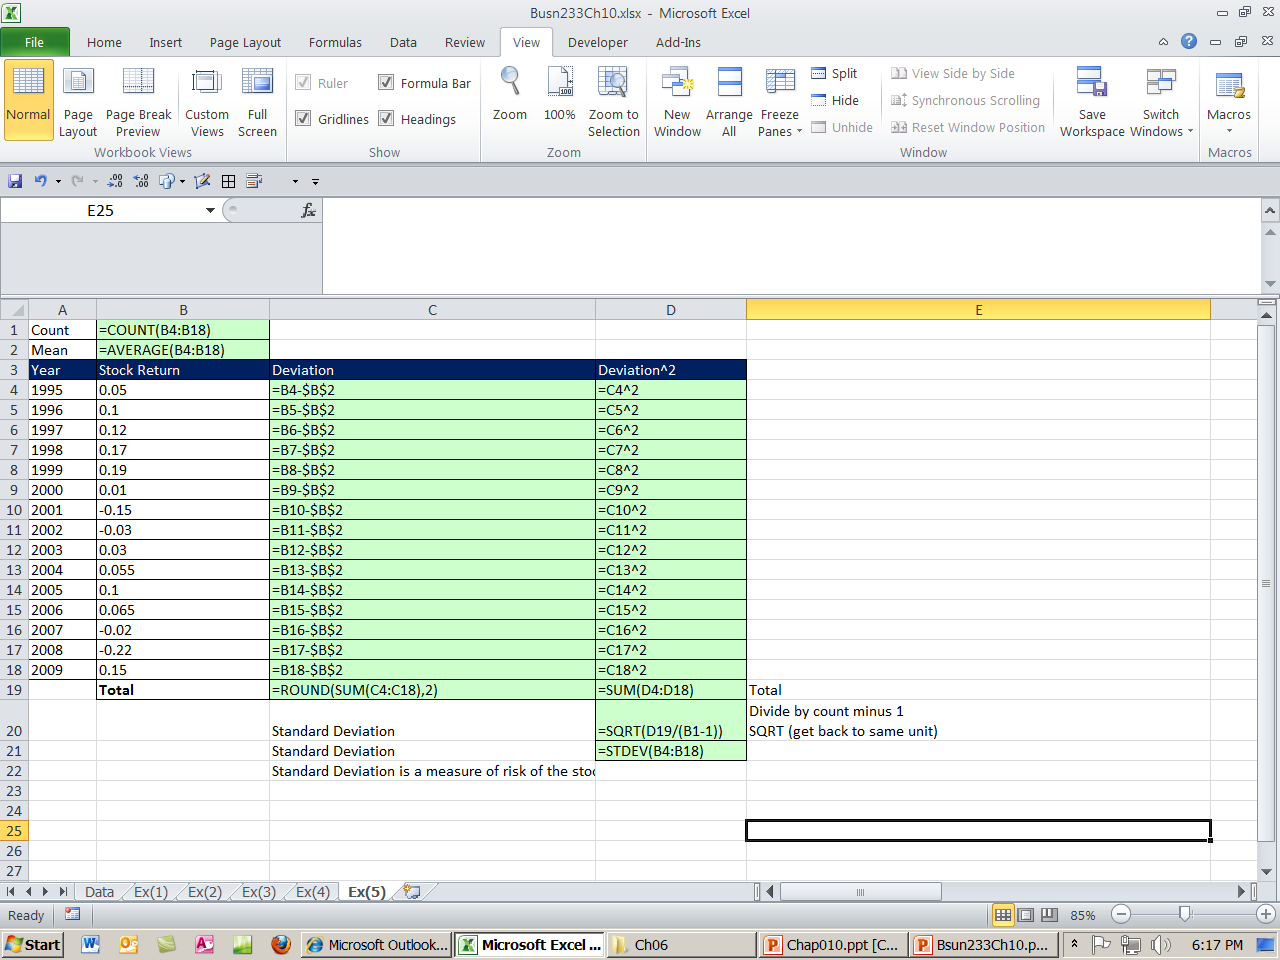 Busn233Ch10.xlsx - Microsoft Excel
File Home Insert Page Layout Formulas Data Review View Developer Add-Ins
Normal Page Layout Page Break Preview Custom Views Full Screen
Workbook Views
Ruler Formula Bar
Gridlines Headings
Show
Zoom 100% Zoom to Selection
Zoom
New Window Arrange All Freeze Panes
Split
Hide
Unhide
View Side by Side
Synchronous Scrolling
Reset Window Position
Save Workspace Switch Windows
Window
Macros
Macros
E25 fx
A B C D E
1 Count =COUNT(B4:B18)
2 Mean =AVERAGE(B4:B18)
3 Year Stock Return Deviation Deviation^2
4 1995 0.05 =B4-$B$2 =C4^2
5 1996 0.1 =B5-$B$2 =C5^2
6 1997 0.12 =B6-$B$2 =C6^2
7 1998 0.17 =B7-$B$2 =C7^2
8 1999 0.19 =B8-$B$2 =C8^2
9 2000 0.01 =B9-$B$2 =C9^2
10 2001 -0.15 =B10-$B$2 =C10^2
11 2002 -0.03 =B11-$B$2 =C11^2
12 2003 0.03 =B12-$B$2 =C12^2
13 2004 0.055 =B13-$B$2 =C13^2
14 2005 0.1 =B14-$B$2 =C14^2
15 2006 0.065 =B15-$B$2 =C15^2
16 2007 -0.02 =B16-$B$2 =C16^2
17 2008 -0.22 =B17-$B$2 =C17^2
18 2009 0.15 =B18-$B$2 =C18^2
19 Total =ROUND(SUM(C4:C18),2) =SUM(D4:D18) Total
Divide by count minus 1
20 Standard Deviation =SQRT(D19/(B1-1)) SQRT (get back to same unit)
21 Standard Deviation =STDEV(B4:B18)
22 Standard Deviation is a measure of risk of the stoc
23
24
25
26
27
Data Ex(1) Ex(2) Ex(3) Ex(4) Ex(5)
Ready 85%
Start Microsoft Outlook... Microsoft Excel ... Ch06 Chap010.ppt [C... Bsun233Ch10.p... 6:17 PM